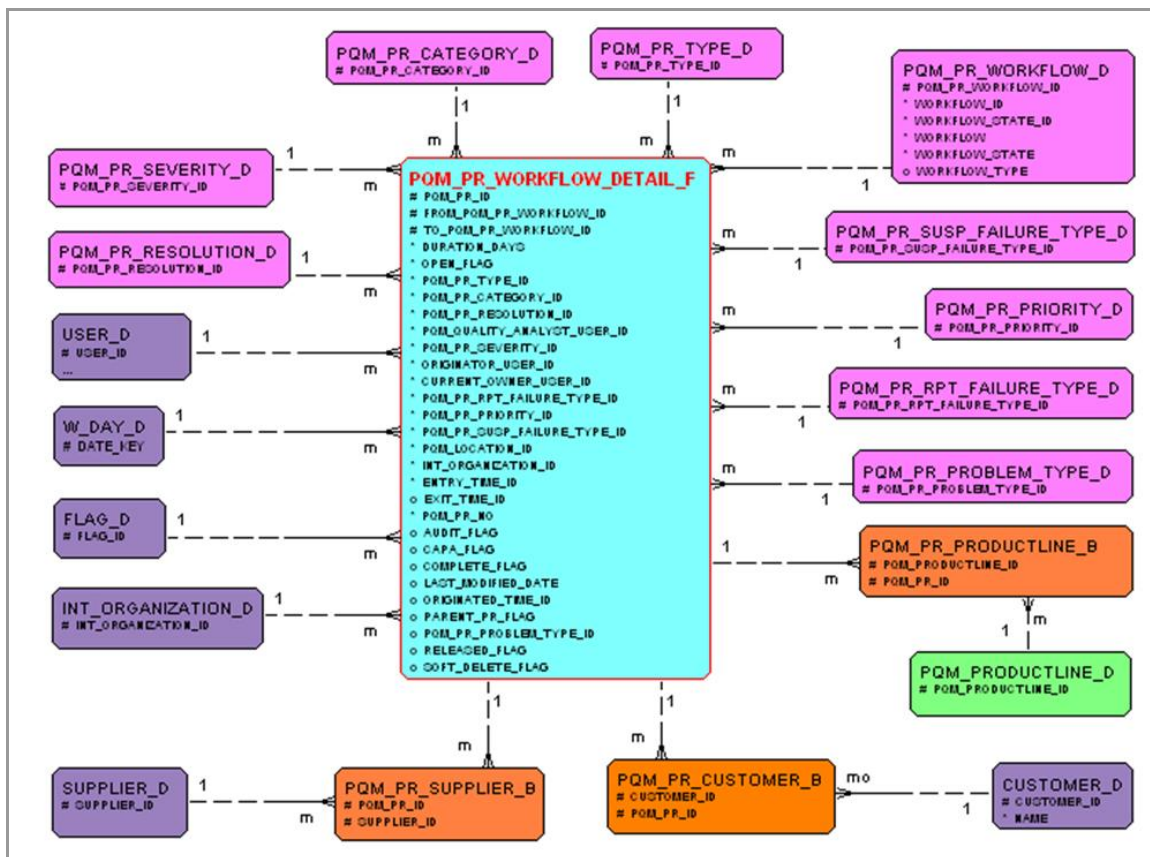 PQM_PR_CATEGORY_D
# PQM_PR_CATEGORY_ID
1
m
PQM_PR_TYPE_D
# PQM_PR_TYPE_ID
1
m
PQM_PR_WORKFLOW_D
# PQM_PR_WORKFLOW_ID
* WORKFLOW_ID
* WORKFLOW_STATE_ID
* WORKFLOW
* WORKFLOW_STATE
o WORKFLOW_TYPE
m
1
PQM_PR_SEVERITY_D
# PQM_PR_SEVERITY_ID
1
m
PQM_PR_RESOLUTION_D
# PQM_PR_RESOLUTION_ID
1
m
USER_D
# USER_ID
...
1
m
W_DAY_D
# DATE_KEY
1
m
FLAG_D
# FLAG_ID
1
m
INT_ORGANIZATION_D
# INT_ORGANIZATION_ID
1
m
PQM_PR_WORKFLOW_DETAIL_F
# PQM_PR_ID
# FROM_PQM_PR_WORKFLOW_ID
# TO_PQM_PR_WORKFLOW_ID
* DURATION_DAYS
* OPEN_FLAG
* PQM_PR_TYPE_ID
* PQM_PR_CATEGORY_ID
* PQM_PR_RESOLUTION_ID
* PQM_QUALITY_ANALYST_USER_ID
* PQM_PR_SEVERITY_ID
* ORIGINATOR_USER_ID
* CURRENT_OWNER_USER_ID
* PQM_PR_RPT_FAILURE_TYPE_ID
* PQM_PR_PRIORITY_ID
* PQM_PR_SUSP_FAILURE_TYPE_ID
* PQM_LOCATION_ID
* INT_ORGANIZATION_ID
* ENTRY_TIME_ID
o EXIT_TIME_ID
* PQM_PR_NO
o AUDIT_FLAG
o CAPA_FLAG
o COMPLETE_FLAG
o LAST_MODIFIED_DATE
o ORIGINATED_TIME_ID
o PARENT_PR_FLAG
o PQM_PR_PROBLEM_TYPE_ID
o RELEASED_FLAG
o SOFT_DELETE_FLAG
PQM_PR_SUSP_FAILURE_TYPE_D
# PQM_PR_SUSP_FAILURE_TYPE_ID
m
1
PQM_PR_PRIORITY_D
# PQM_PR_PRIORITY_ID
m
1
PQM_PR_RPT_FAILURE_TYPE_D
# PQM_PR_RPT_FAILURE_TYPE_ID
m
1
PQM_PR_PROBLEM_TYPE_D
# PQM_PR_PROBLEM_TYPE_ID
m
1
PQM_PR_PRODUCTLINE_B
# PQM_PRODUCTLINE_ID
# PQM_PR_ID
1
m
m
1
PQM_PRODUCTLINE_D
# PQM_PRODUCTLINE_ID
1
m
1
m
SUPPLIER_D
# SUPPLIER_ID
1
m
PQM_PR_SUPPLIER_B
# PQM_PR_ID
# SUPPLIER_ID
PQM_PR_CUSTOMER_B
# CUSTOMER_ID
# PQM_PR_ID
mo
1
CUSTOMER_D
# CUSTOMER_ID
* NAME